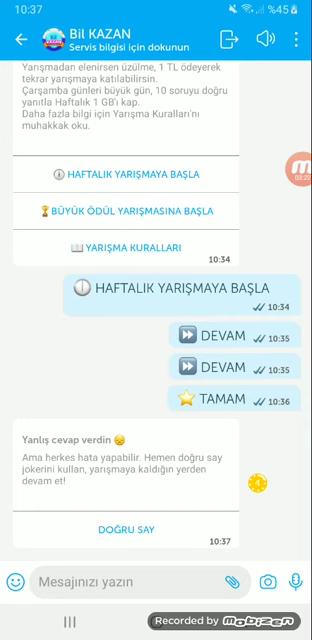 10:37
%45
Bil KAZAN
Servis bilgisi için dokunun
Yarışmadan elenirsen üzülme, 1 TL ödeyerek
tekrar yarışmaya katılabilirsin.
Çarşamba günleri büyük gün, 10 soruyu doğru
yanıtla Haftalık 1 GB'ı kap.
Daha fazla bilgi için Yarışma Kuralları'nı
muhakkak oku.
HAFTALIK YARIŞMAYA BAŞLA
BÜYÜK ÖDÜL YARIŞMASINA BAŞLA
YARIŞMA KURALLARI
10:34
HAFTALIK YARIŞMAYA BAŞLA
10:34
DEVAM
10:35
DEVAM
10:35
TAMAM
10:36
Yanlış cevap verdin
Ama herkes hata yapabilir. Hemen doğru say
jokerini kullan, yarışmaya kaldığın yerden
devam et!
DOĞRU SAY
10:37
Mesajınızı yazın
Recorded by mobizen